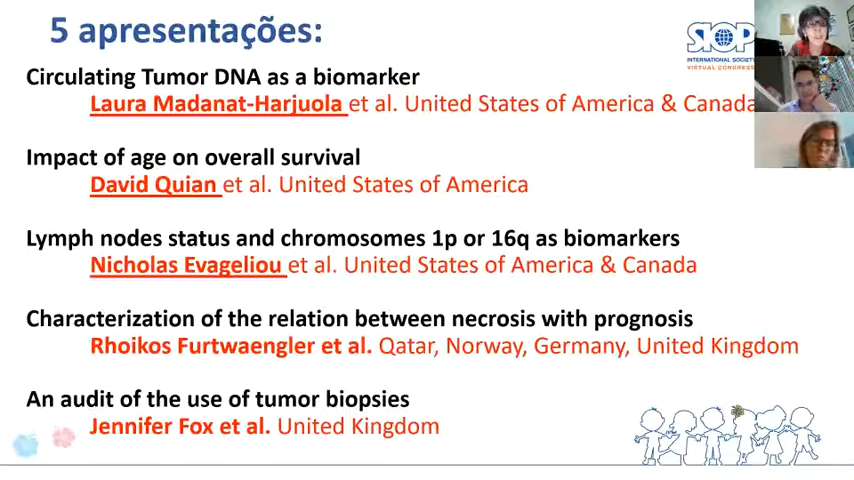 5 apresentações:
SIOP
INTERNATIONAL SOCIETY
VIRTUAL CONGRESS
Circulating Tumor DNA as a biomarker
Laura Madanat-Harjuola et al. United States of America & Canada
Impact of age on overall survival
David Quian et al. United States of America
Lymph nodes status and chromosomes 1p or 16q as biomarkers
Nicholas Evageliou et al. United States of America & Canada
Characterization of the relation between necrosis with prognosis
Rhoikos Furtwaengler et al. Qatar, Norway, Germany, United Kingdom
An audit of the use of tumor biopsies
Jennifer Fox et al. United Kingdom